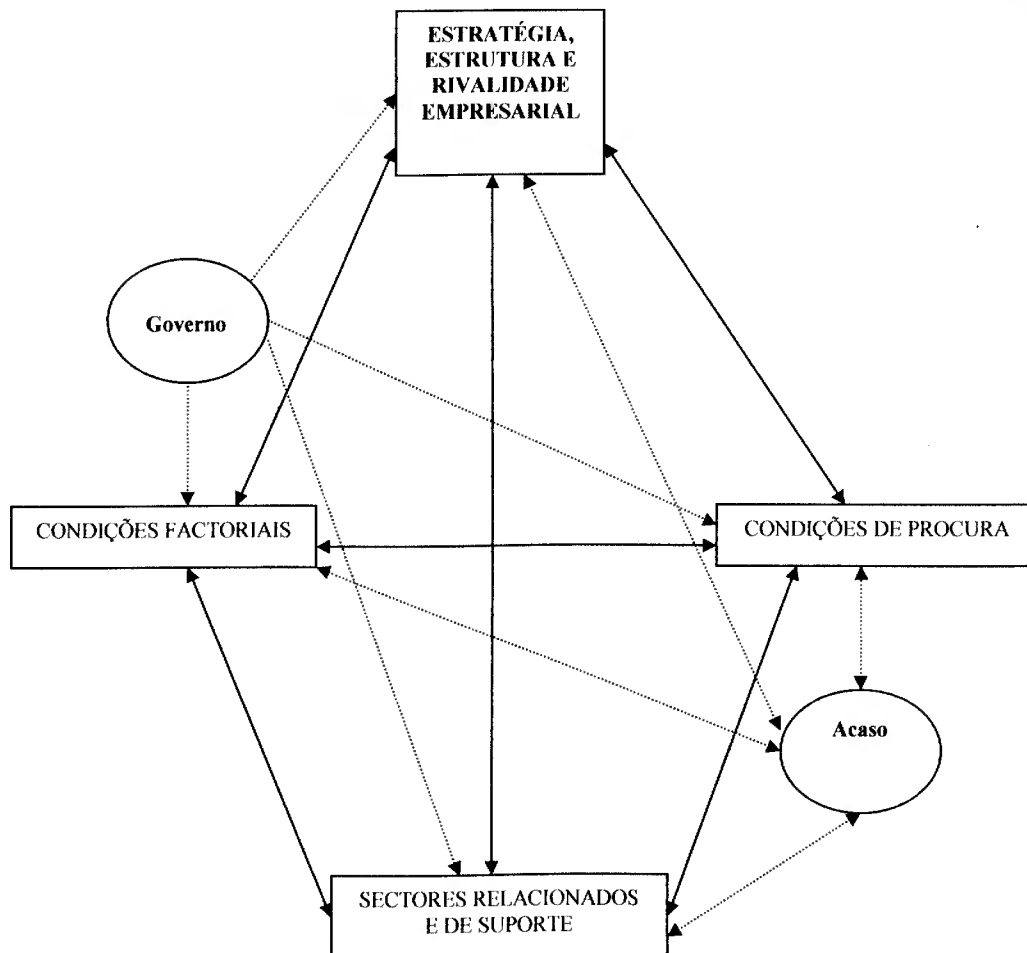 ESTRATÉGIA,
ESTRUTURA E
RIVALIDADE
EMPRESARIAL
Governo
CONDIÇÕES FACTORIAIS
CONDIÇÕES DE PROCURA
Acaso
SECTORES RELACIONADOS
E DE SUPORTE